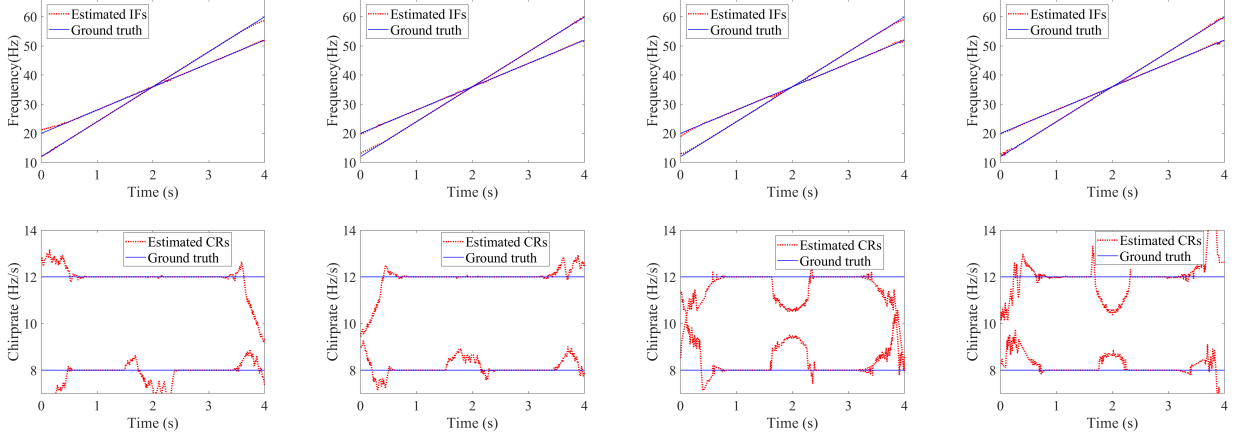 Frequency(Hz)
60
50
40
30
20
10
Estimated IFs
Ground truth
0 1 2 3 4
Time (s)
Frequency(Hz)
60
50
40
30
20
10
Estimated IFs
Ground truth
0 1 2 3 4
Time (s)
Frequency(Hz)
60
50
40
30
20
10
Estimated IFs
Ground truth
0 1 2 3 4
Time (s)
Frequency(Hz)
60
50
40
30
20
10
Estimated IFs
Ground truth
0 1 2 3 4
Time (s)
Chirprate (Hz/s)
14
12
10
8
Estimated CRs
Ground truth
0 1 2 3 4
Time (s)
Chirprate (Hz/s)
14
12
10
8
Estimated CRs
Ground truth
0 1 2 3 4
Time (s)
Chirprate (Hz/s)
14
12
10
8
Estimated CRs
Ground truth
0 1 2 3 4
Time (s)
Chirprate (Hz/s)
14
12
10
8
Estimated CRs
Ground truth
0 1 2 3 4
Time (s)